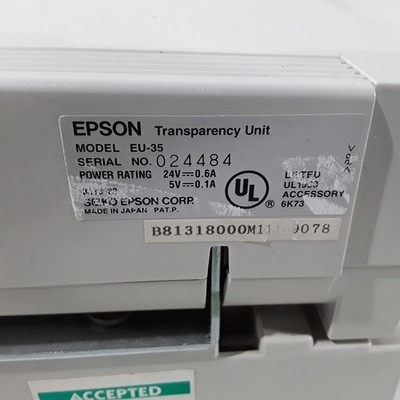 EPSON Transparency Unit
MODEL EU-35
SERIAL NO. 024484
POWER RATING 24V⎓0.6A
5V⎓0.1A
SEIKO EPSON CORP.
MADE IN JAPAN PAT.P.
UL
ACCESSORY
6K73
ACCEPTED